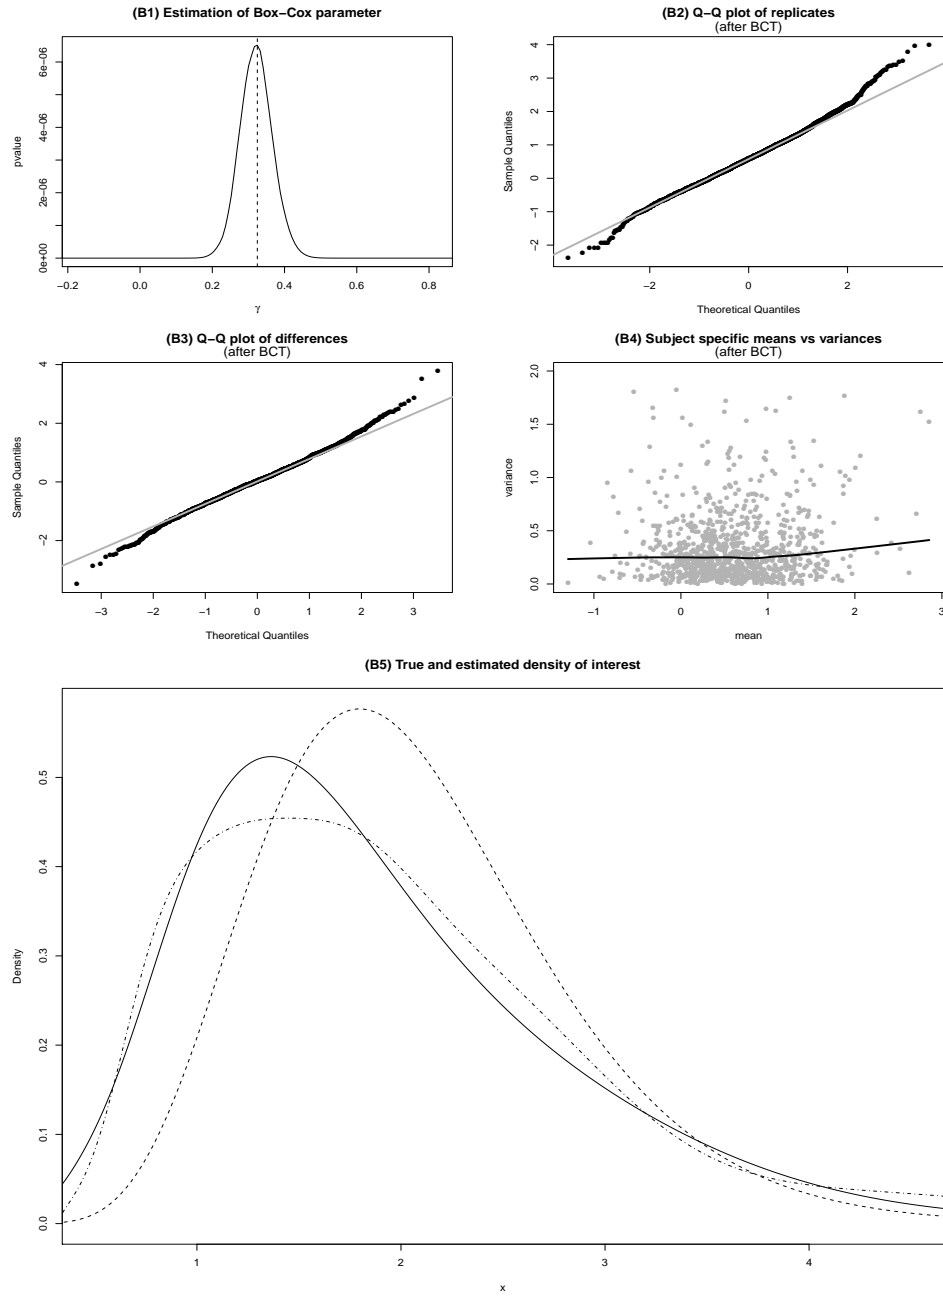 (B1) Estimation of Box−Cox parameter
pvalue
0e+00 2e−06 4e−06 6e−06
−0.2 0.0 0.2 0.4 0.6 0.8
γ
(B2) Q−Q plot of replicates
(after BCT)
Sample Quantiles
−2 −1 0 1 2 3 4
−2 0 2
Theoretical Quantiles
(B3) Q−Q plot of differences
(after BCT)
Sample Quantiles
−2 0 2 4
−3 −2 −1 0 1 2 3
Theoretical Quantiles
(B4) Subject specific means vs variances
(after BCT)
variance
0.0 0.5 1.0 1.5 2.0
−1 0 1 2 3
mean
(B5) True and estimated density of interest
Density
0.0 0.1 0.2 0.3 0.4 0.5
1 2 3 4
x